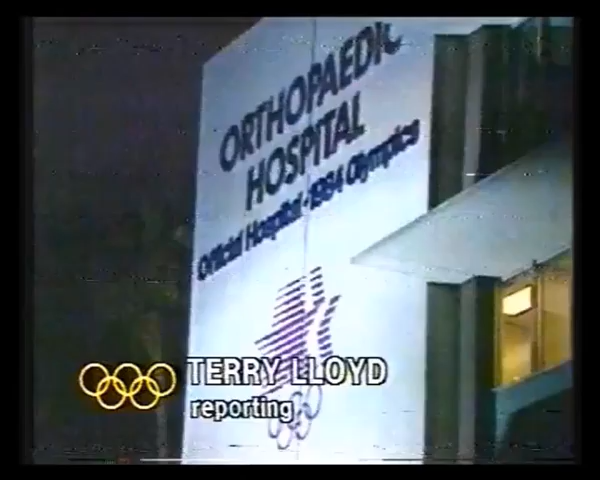 ORTHOPAEDIC
HOSPITAL
Official Hospital - 1984 Olympics
TERRY LLOYD
reporting